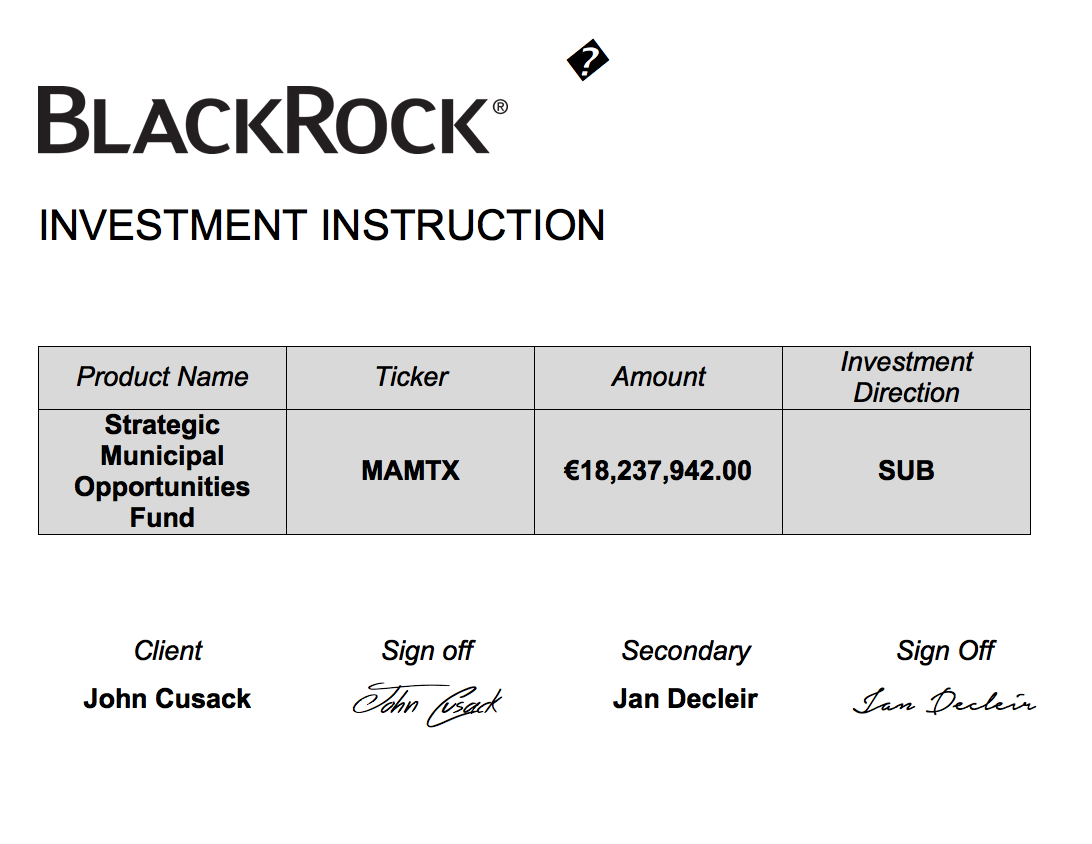 �
BLACKROCK®
INVESTMENT INSTRUCTION
Product Name
Ticker
Amount
Investment
Direction
Strategic
Municipal
Opportunities
Fund
MAMTX
€18,237,942.00
SUB
Client
Sign off
Secondary
Sign Off
John Cusack
John Cusack
Jan Decleir
Jan Decleir